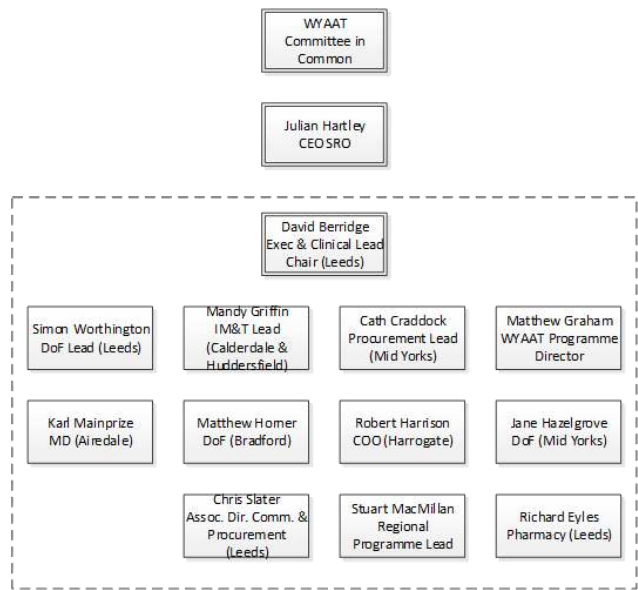 WYAAT
Committee in
Common
Julian Hartley
CEO SRO
David Berridge
Exec & Clinical Lead
Chair (Leeds)
Simon Worthington
DoF Lead (Leeds)
Mandy Griffin
IM&T Lead
(Calderdale &
Huddersfield)
Cath Craddock
Procurement Lead
(Mid Yorks)
Matthew Graham
WYAAT Programme
Director
Karl Mainprize
MD (Airedale)
Matthew Horner
DoF (Bradford)
Robert Harrison
COO (Harrogate)
Jane Hazelgrove
DoF (Mid Yorks)
Chris Slater
Assoc. Dir. Comm. &
Procurement
(Leeds)
Stuart MacMillan
Regional
Programme Lead
Richard Eyles
Pharmacy (Leeds)